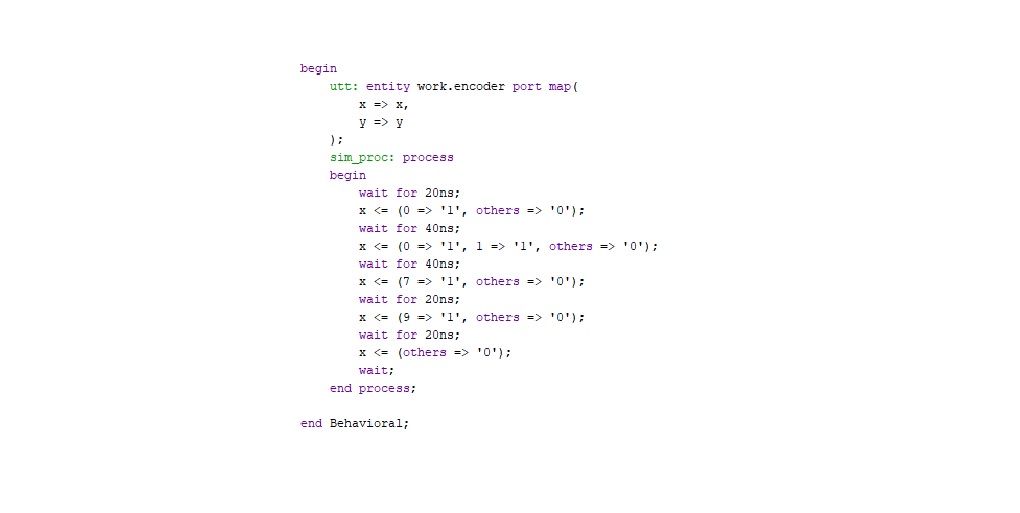 begin
utt: entity work.encoder port map(
x => x,
y => y
);
sim_proc: process
begin
wait for 20ns;
x <= (0 => '1', others => '0');
wait for 40ns;
x <= (0 => '1', 1 => '1', others => '0');
wait for 40ns;
x <= (7 => '1', others => '0');
wait for 20ns;
x <= (9 => '1', others => '0');
wait for 20ns;
x <= (others => '0');
wait;
end process;
end Behavioral;